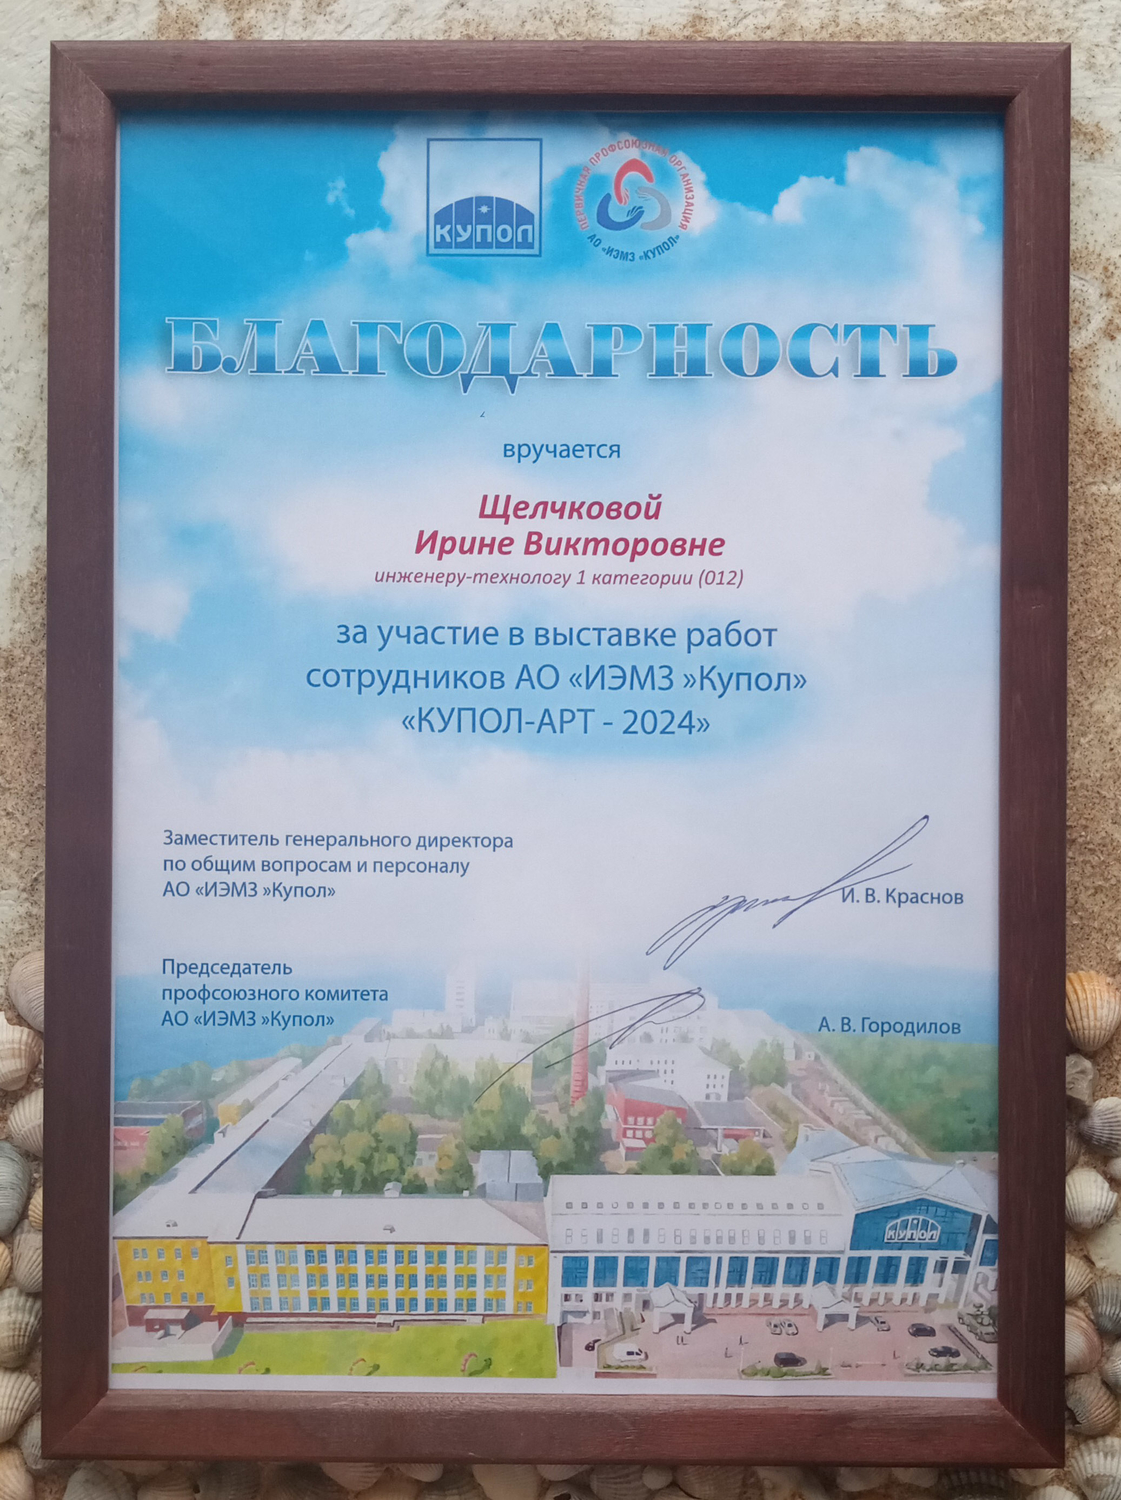 КУПОЛ
ПЕРВИЧНАЯ ПРОФСОЮЗНАЯ ОРГАНИЗАЦИЯ
АО «ИЭМЗ «КУПОЛ»
БЛАГОДАРНОСТЬ
вручается
Щелчковой
Ирине Викторовне
инженеру-технологу 1 категории (012)
за участие в выставке работ
сотрудников АО «ИЭМЗ »Купол»
«КУПОЛ-АРТ - 2024»
Заместитель генерального директора
по общим вопросам и персоналу
АО «ИЭМЗ »Купол»
И. В. Краснов
Председатель
профсоюзного комитета
АО «ИЭМЗ »Купол»
А. В. Городилов
КУПОЛ